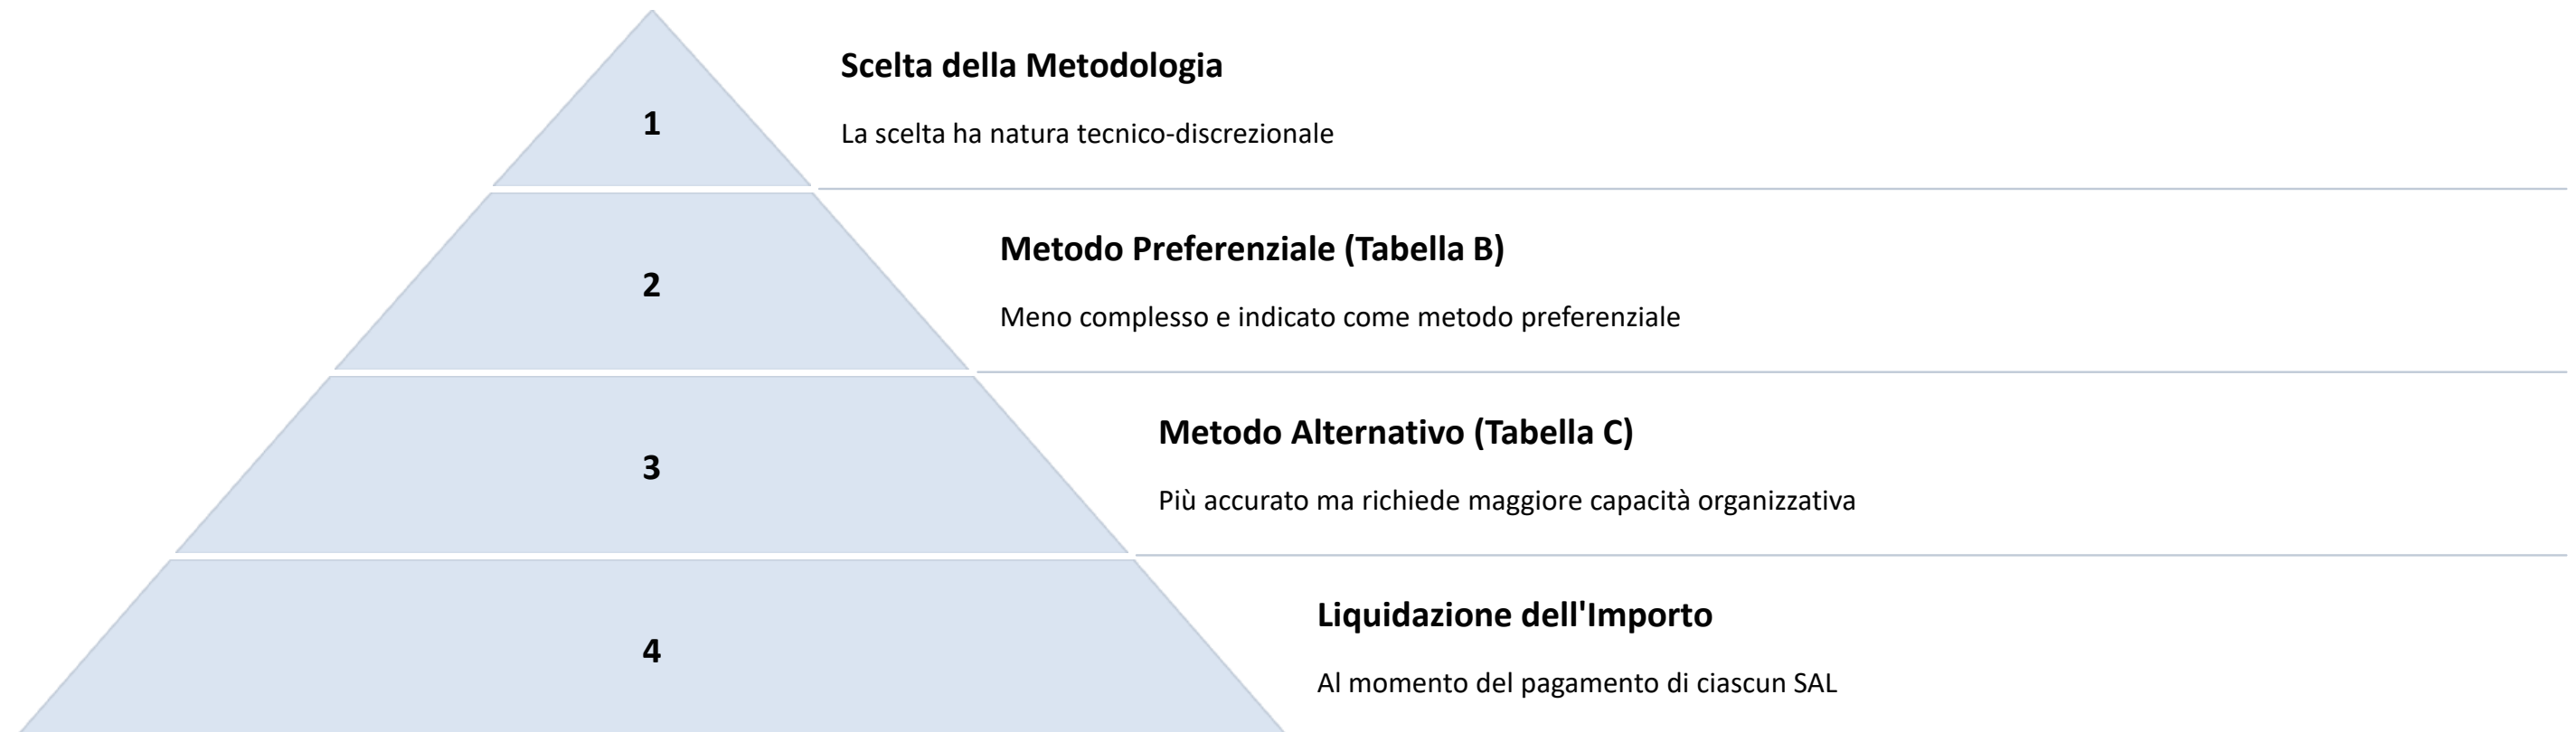 1
Scelta della Metodologia
La scelta ha natura tecnico-discrezionale
2
Metodo Preferenziale (Tabella B)
Meno complesso e indicato come metodo preferenziale
3
Metodo Alternativo (Tabella C)
Più accurato ma richiede maggiore capacità organizzativa
4
Liquidazione dell'Importo
Al momento del pagamento di ciascun SAL